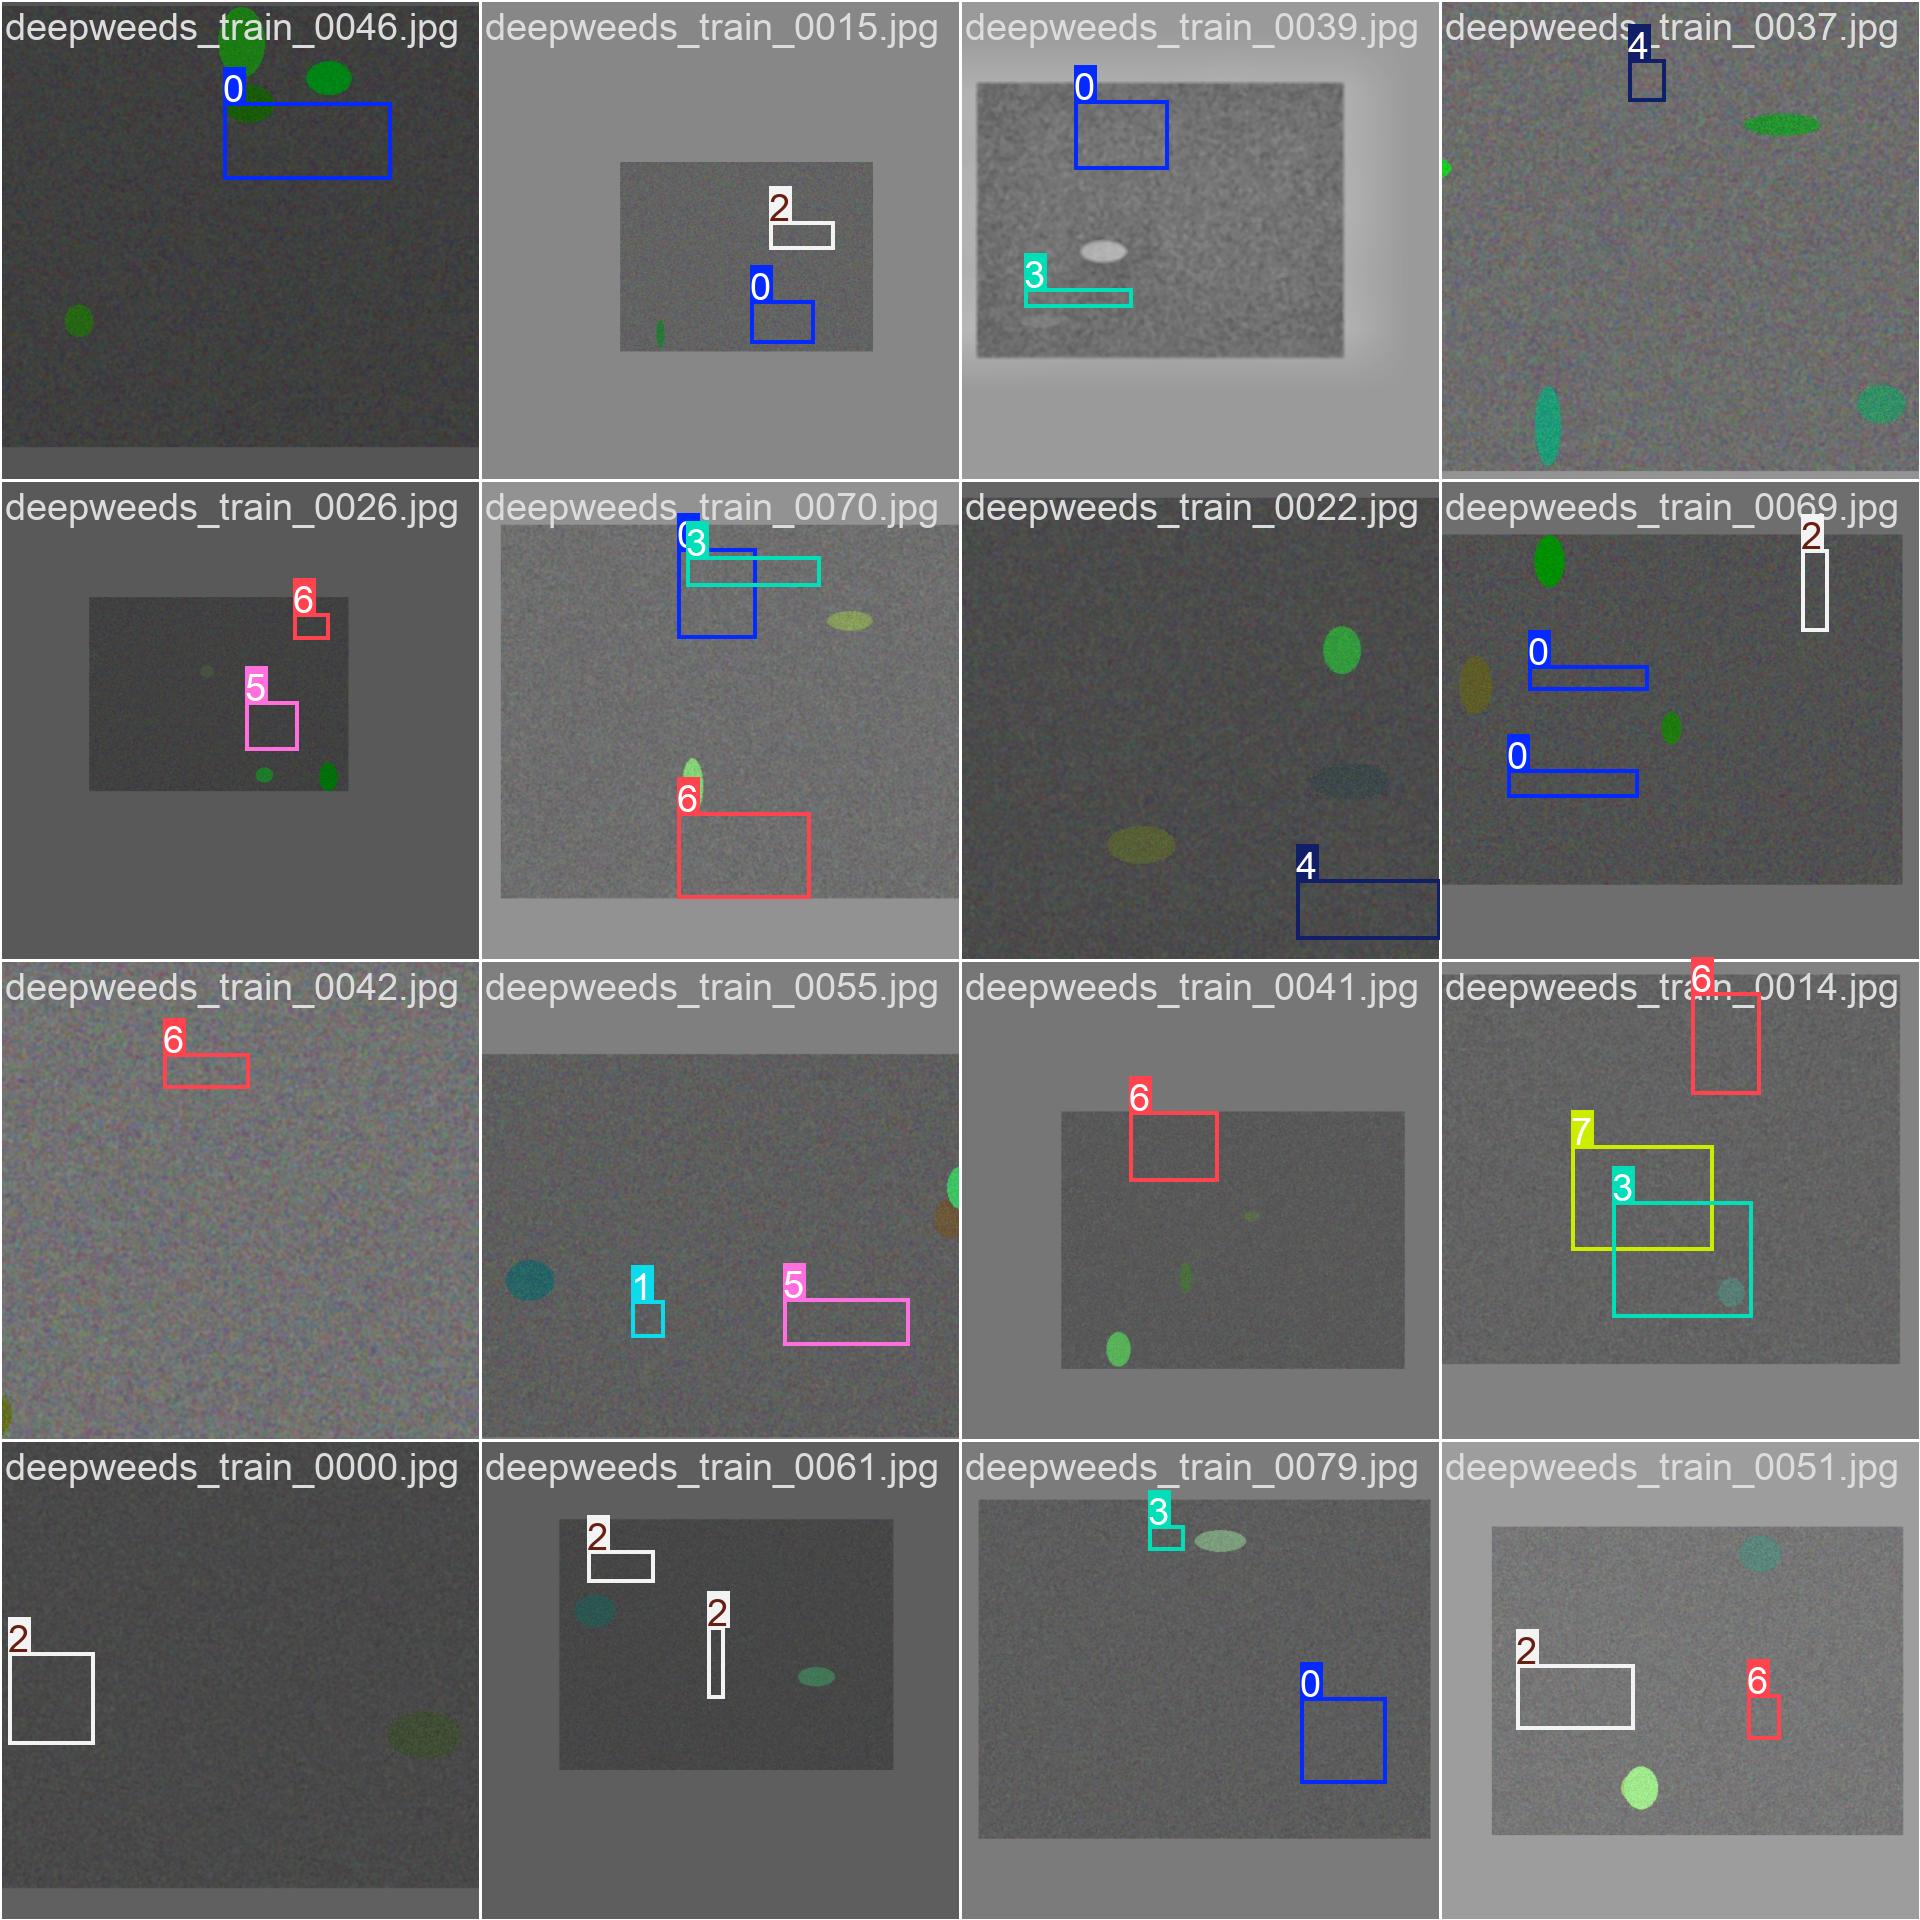 deepweeds_train_0046.jpg
0
deepweeds_train_0015.jpg
2
0
deepweeds_train_0039.jpg
0
3
deepweeds_train_0037.jpg
4
deepweeds_train_0026.jpg
6
5
deepweeds_train_0070.jpg
0
3
6
deepweeds_train_0022.jpg
4
deepweeds_train_0069.jpg
2
0
0
deepweeds_train_0042.jpg
6
deepweeds_train_0055.jpg
1
5
deepweeds_train_0041.jpg
6
deepweeds_train_0014.jpg
6
7
3
deepweeds_train_0000.jpg
2
deepweeds_train_0061.jpg
2
2
deepweeds_train_0079.jpg
3
0
deepweeds_train_0051.jpg
2
6